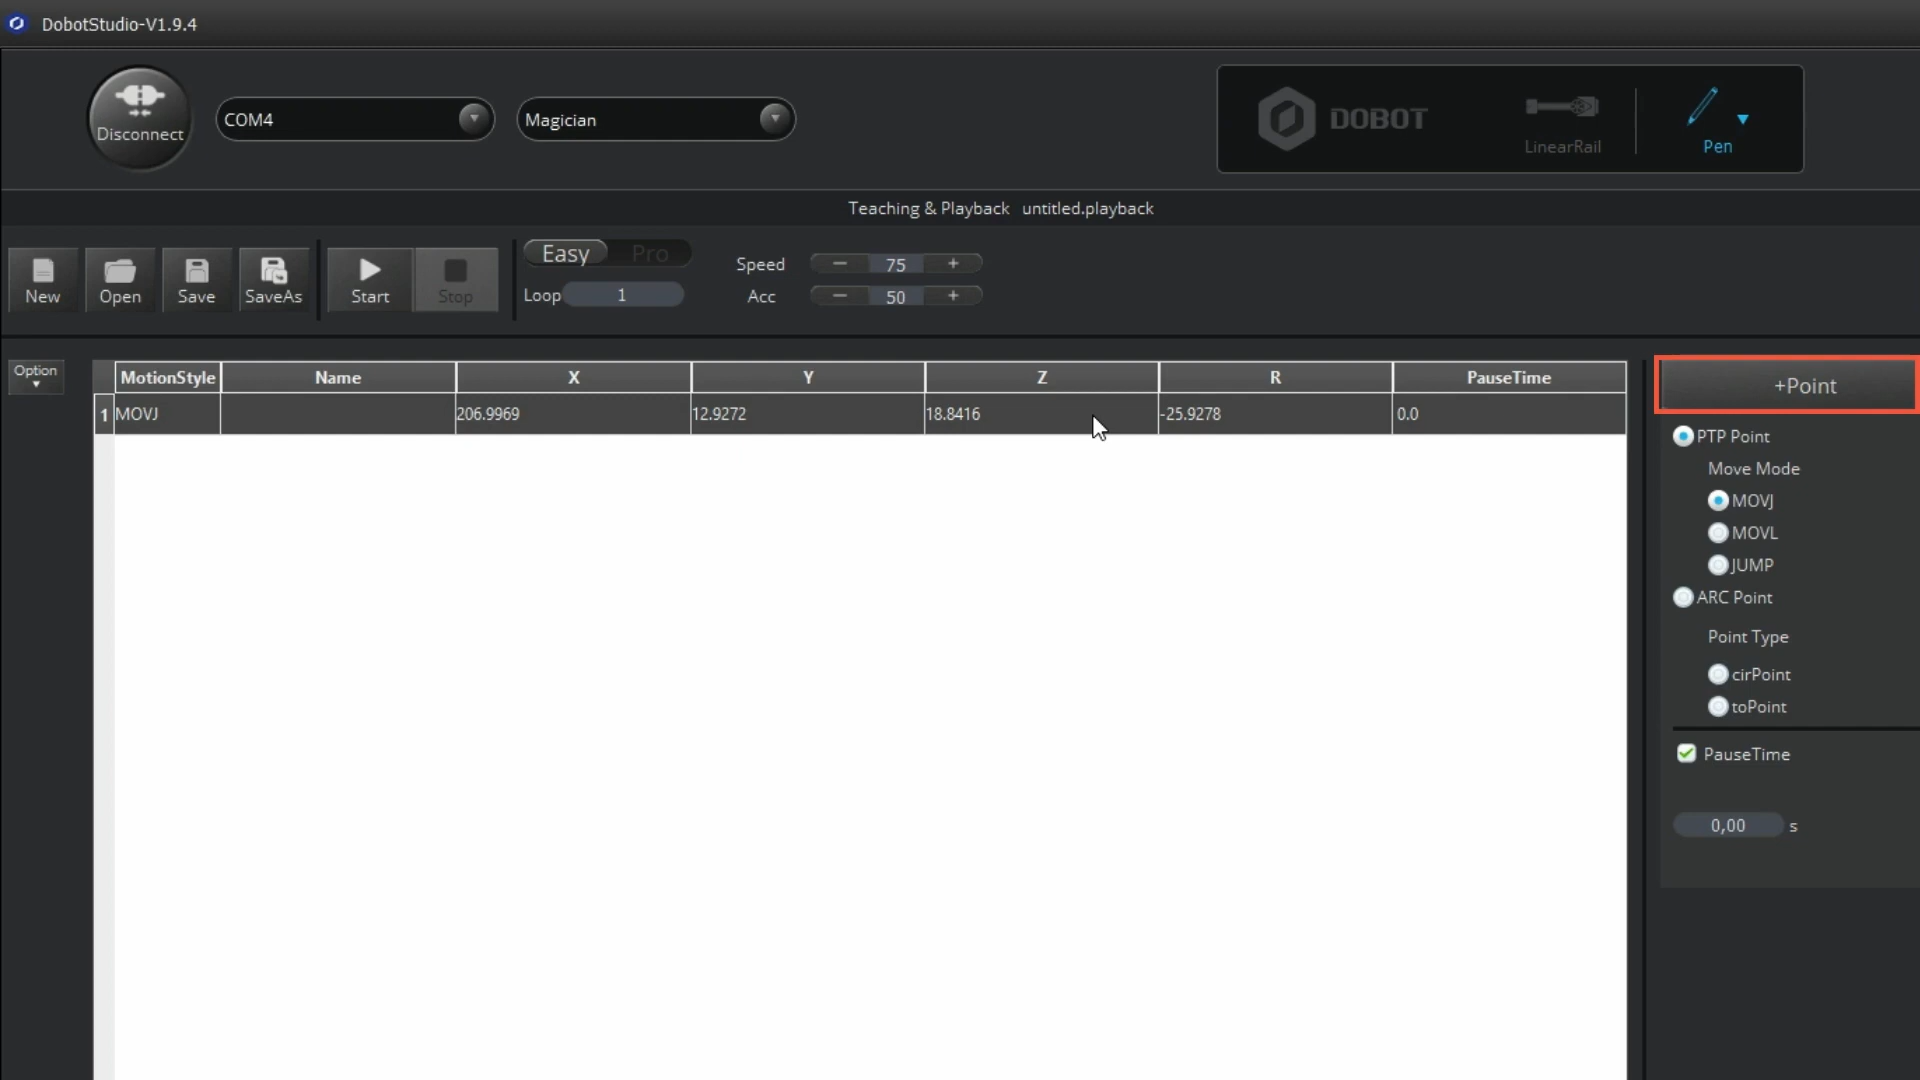 DobotStudio-V1.9.4
Disconnect
COM4
Magician
DOBOT
LinearRail
Pen
Teaching & Playback untitled.playback
New
Open
Save
SaveAs
Start
Stop
Easy
Pro
Loop
1
Speed
- 75 +
Acc
- 50 +
Option
MotionStyle Name X Y Z R PauseTime
1 MOVJ 206.9969 12.9272 18.8416 -25.9278 0.0
+Point
PTP Point
Move Mode
MOVJ
MOVL
JUMP
ARC Point
Point Type
cirPoint
toPoint
PauseTime
0,00 s